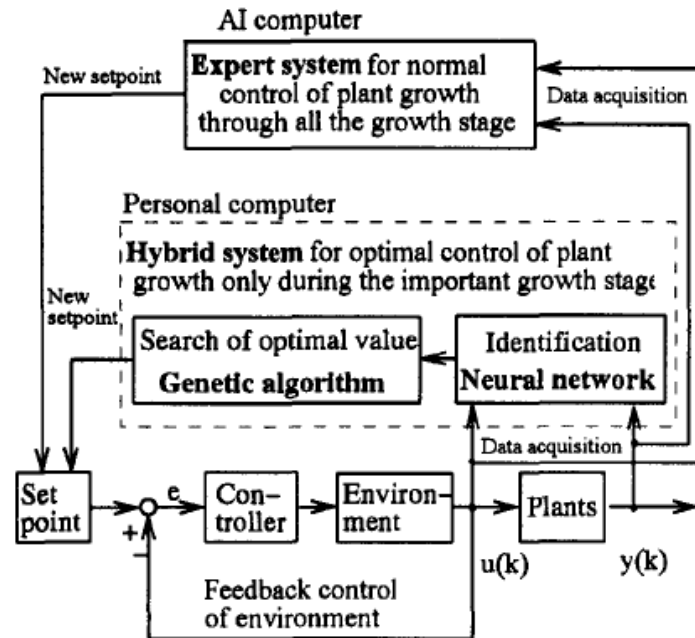 AI computer
New setpoint
Expert system for normal
control of plant growth
through all the growth stage
Data acquisition
Personal computer
Hybrid system for optimal control of plant
growth only during the important growth stage
New
setpoint
Search of optimal value
Genetic algorithm
Identification
Neural network
Data acquisition
Set
point
+
−
e
Con-
troller
Environ-
ment
Plants
u(k)
y(k)
Feedback control
of environment